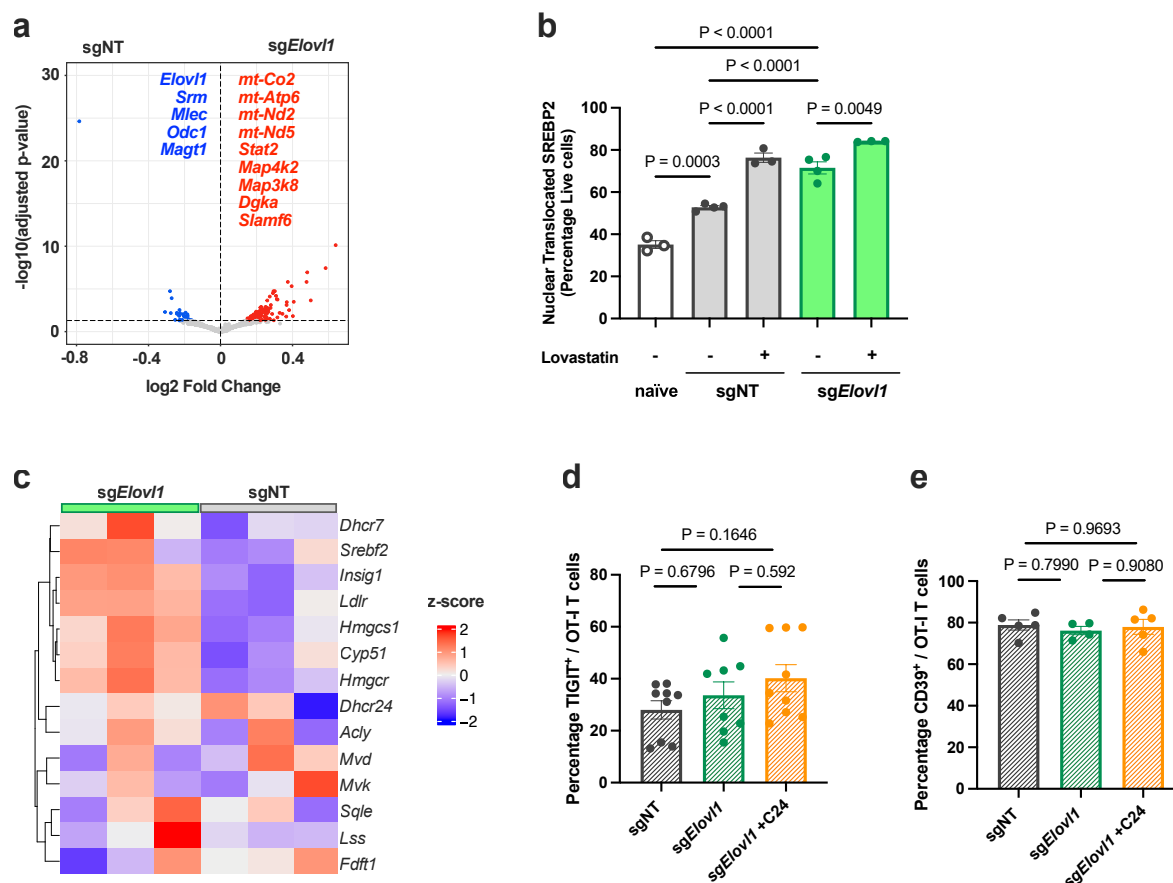 a
sgNT
sgElovl1
30
20
10
0
-log10(adjusted p-value)
Elovl1
Srm
Mlec
Odc1
Magt1
mt-Co2
mt-Atp6
mt-Nd2
mt-Nd5
Stat2
Map4k2
Map3k8
Dgka
Slamf6
-0.8
-0.4
0
0.4
log2 Fold Change
b
P < 0.0001
P < 0.0001
P < 0.0001
P = 0.0049
P = 0.0003
100
80
60
40
20
0
Nuclear Translocated SREBP2
(Percentage Live cells)
Lovastatin - - + - +
naïve sgNT sgElovl1
c
sgElovl1 sgNT
Dhcr7
Srebf2
Insig1
Ldlr
Hmgcs1
Cyp51
Hmgcr
Dhcr24
Acly
Mvd
Mvk
Sqle
Lss
Fdft1
z-score
2
1
0
−1
−2
d
P = 0.1646
P = 0.6796 P = 0.592
80
60
40
20
0
Percentage TIGIT+ / OT-I T cells
sgNT
sgElovl1
sgElovl1 +C24
e
P = 0.9693
P = 0.7990 P = 0.9080
100
80
60
40
20
0
Percentage CD39+ / OT-I T cells
sgNT
sgElovl1
sgElovl1 +C24